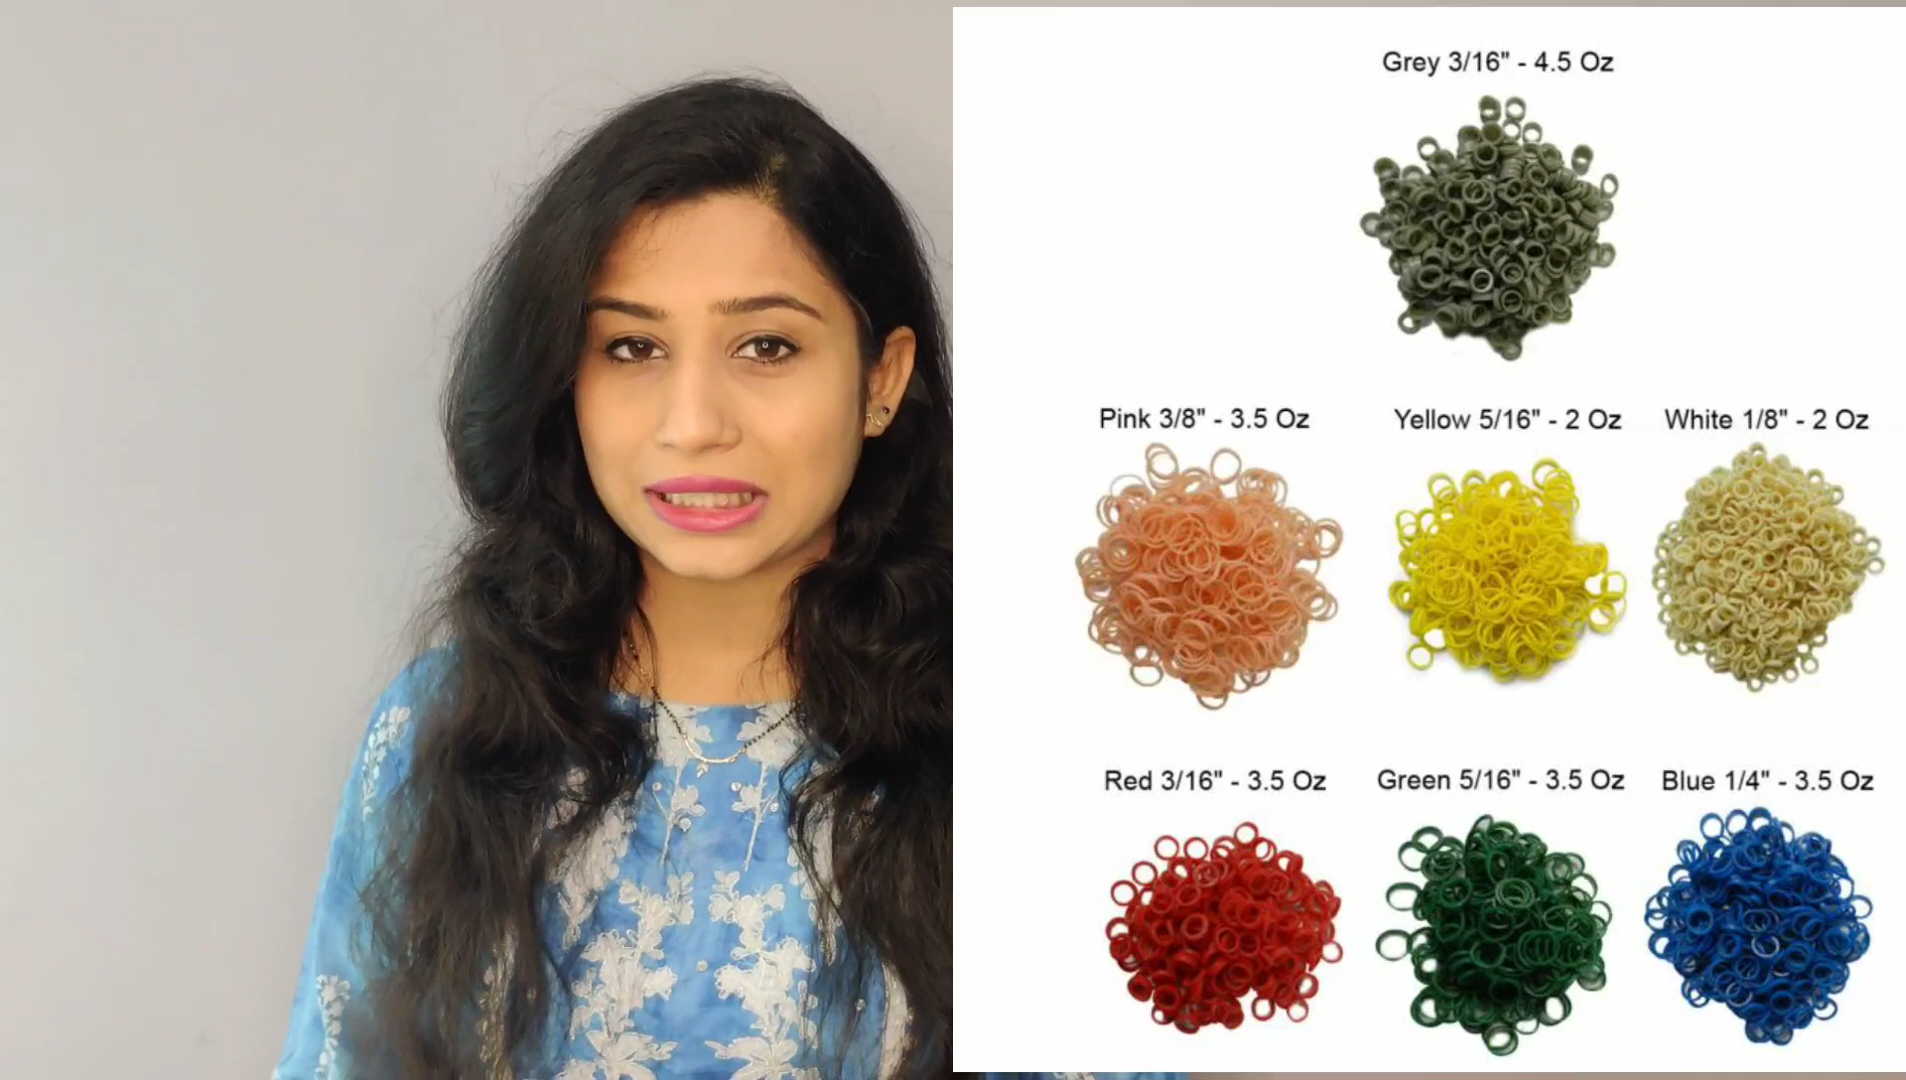 Grey 3/16" - 4.5 Oz
Pink 3/8" - 3.5 Oz
Yellow 5/16" - 2 Oz
White 1/8" - 2 Oz
Red 3/16" - 3.5 Oz
Green 5/16" - 3.5 Oz
Blue 1/4" - 3.5 Oz